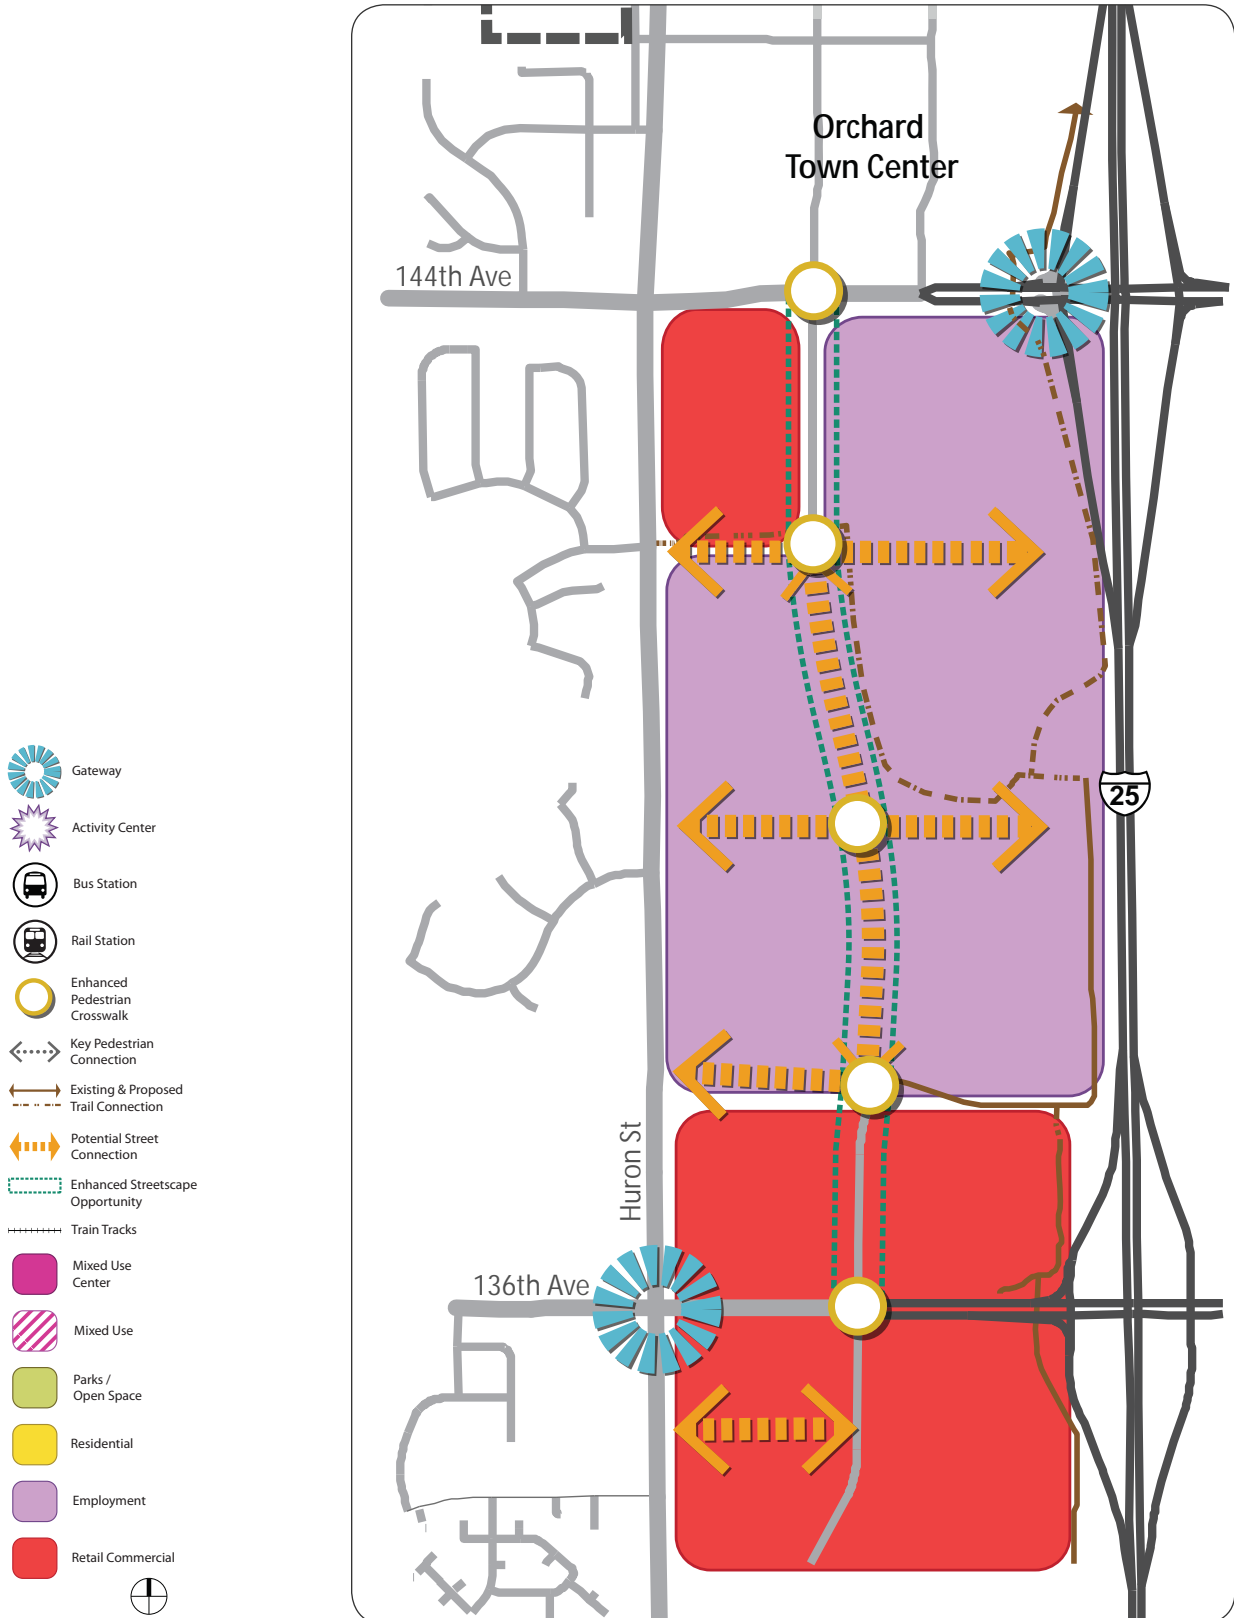 Orchard
Town Center
144th Ave
25
Huron St
136th Ave
Gateway
Activity Center
Bus Station
Rail Station
Enhanced
Pedestrian
Crosswalk
Key Pedestrian
Connection
Existing & Proposed
Trail Connection
Potential Street
Connection
Enhanced Streetscape
Opportunity
Train Tracks
Mixed Use
Center
Mixed Use
Parks /
Open Space
Residential
Employment
Retail Commercial